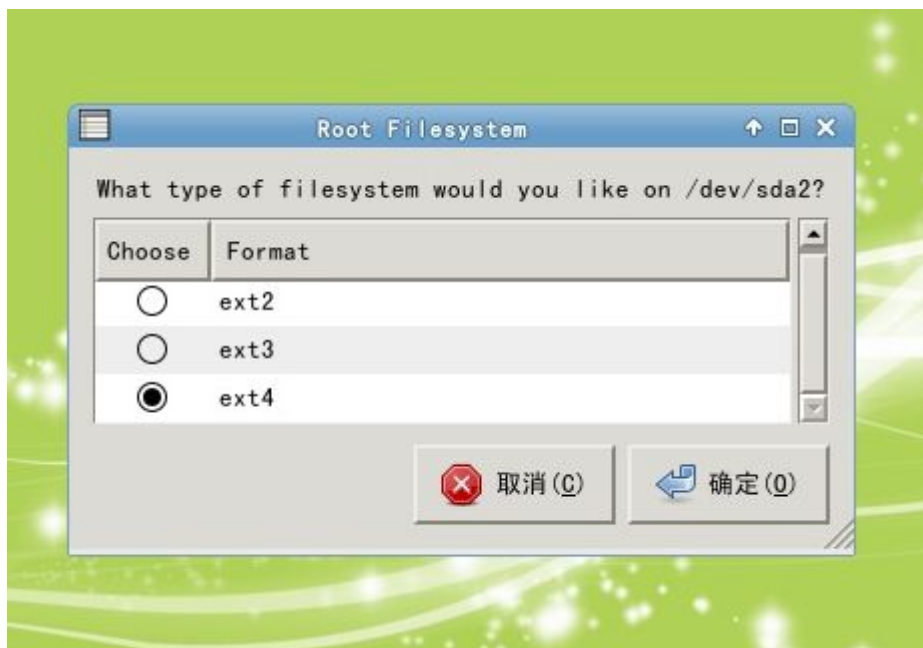 Root Filesystem
What type of filesystem would you like on /dev/sda2?
Choose Format
ext2
ext3
ext4
取消(C) 确定(O)